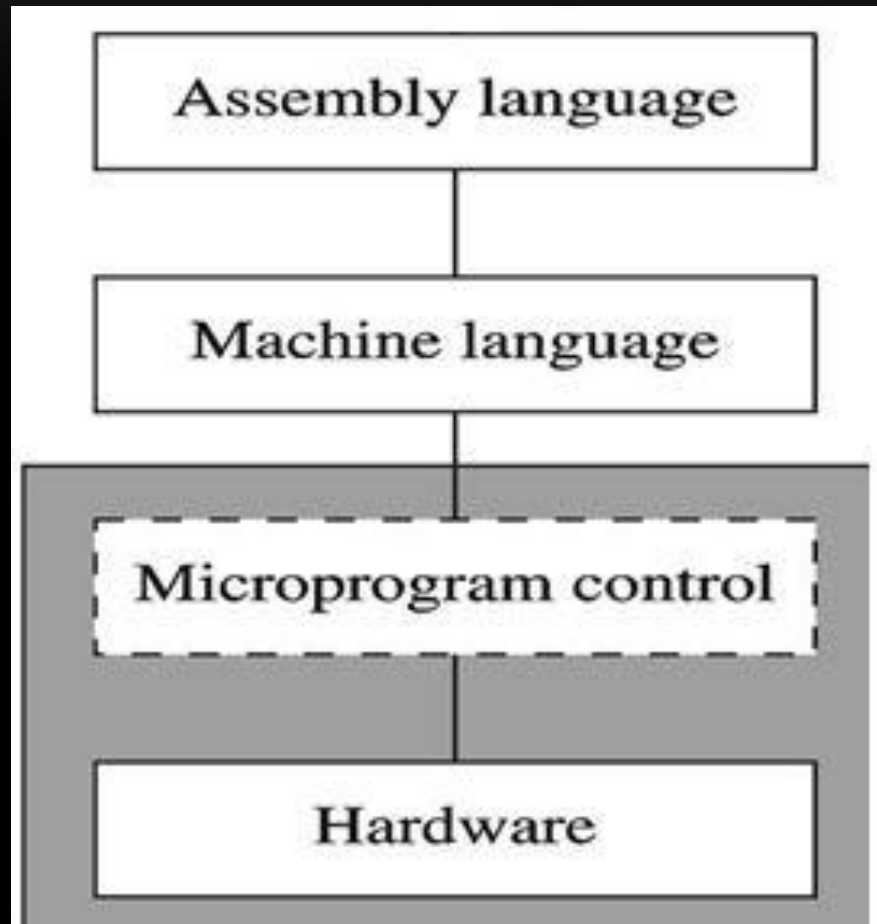 Assembly language
Machine language
Microprogram control
Hardware